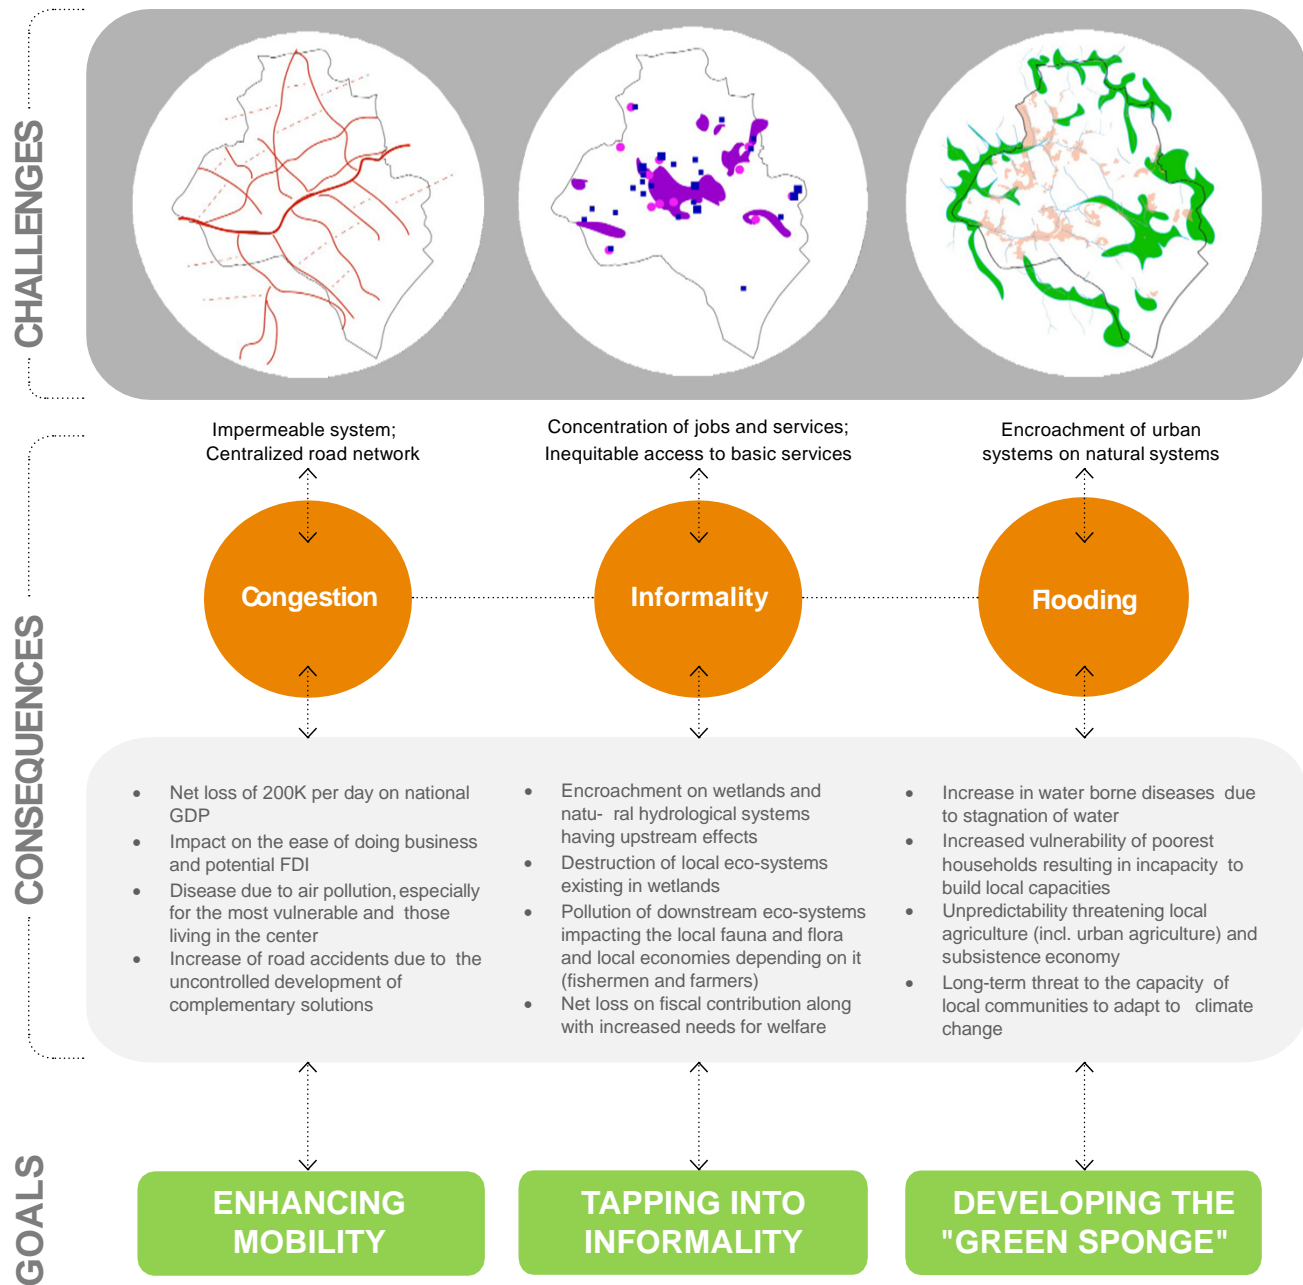 CHALLENGES
Impermeable system;
Centralized road network
Concentration of jobs and services;
Inequitable access to basic services
Encroachment of urban
systems on natural systems
CONSEQUENCES
Congestion
Informality
Flooding
• Net loss of 200K per day on national
GDP
• Impact on the ease of doing business
and potential FDI
• Disease due to air pollution, especially
for the most vulnerable and those
living in the center
• Increase of road accidents due to the
uncontrolled development of
complementary solutions
• Encroachment on wetlands and
natu- ral hydrological systems
having upstream effects
• Destruction of local eco-systems
existing in wetlands
• Pollution of downstream eco-systems
impacting the local fauna and flora
and local economies depending on it
(fishermen and farmers)
• Net loss on fiscal contribution along
with increased needs for welfare
• Increase in water borne diseases due
to stagnation of water
• Increased vulnerability of poorest
households resulting in incapacity to
build local capacities
• Unpredictability threatening local
agriculture (incl. urban agriculture) and
subsistence economy
• Long-term threat to the capacity of
local communities to adapt to climate
change
GOALS
ENHANCING
MOBILITY
TAPPING INTO
INFORMALITY
DEVELOPING THE
"GREEN SPONGE"